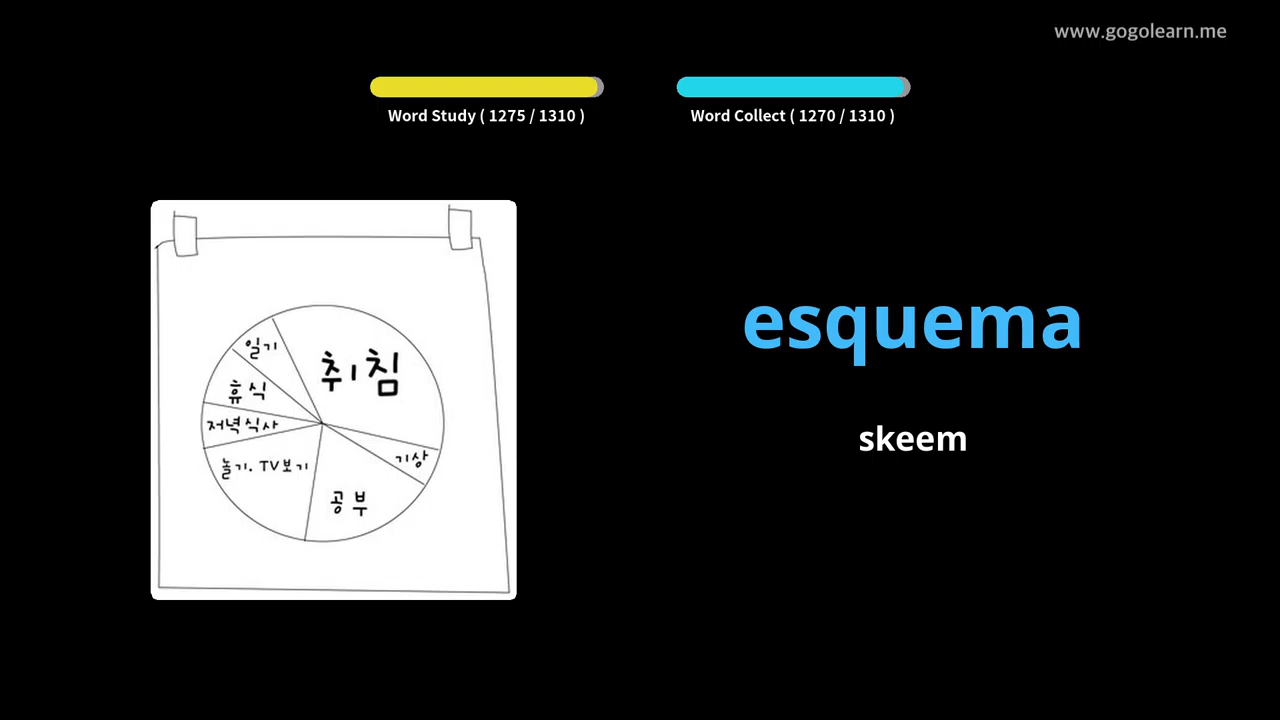 www.gogolearn.me
Word Study ( 1275 / 1310 )
Word Collect ( 1270 / 1310 )
일기
취침
휴식
저녁식사
놀기. TV보기
기상
공부
esquema
skeem